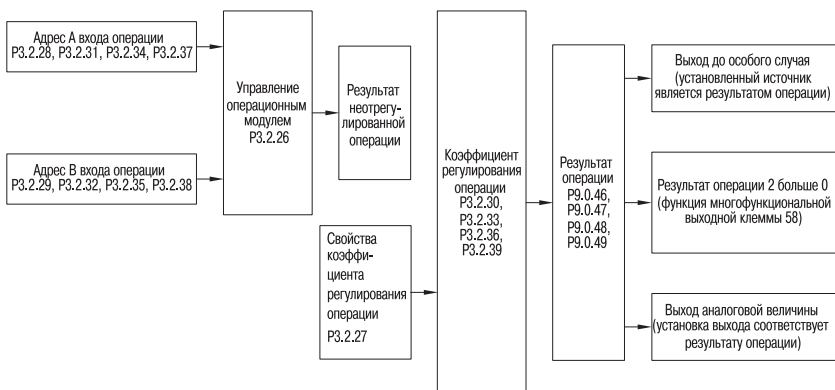 Адрес А входа операции
P3.2.28, P3.2.31, P3.2.34, P3.2.37
Адрес В входа операции
P3.2.29, P3.2.32, P3.2.35, P3.2.38
Управление
операционным
модулем
P3.2.26
Результат
неотрегу-
лированной
операции
Свойства
коэффи-
циента
регулирования
операции
P3.2.27
Коэффициент
регулирования
операции
P3.2.30,
P3.2.33,
P3.2.36,
P3.2.39
Результат
операции
P9.0.46,
P9.0.47,
P9.0.48,
P9.0.49
Выход до особого случая
(установленный источник
является результатом операции)
Результат операции 2 больше 0
(функция многофункциональной
выходной клеммы 58)
Выход аналоговой величины
(установка выхода соответствует
результату операции)